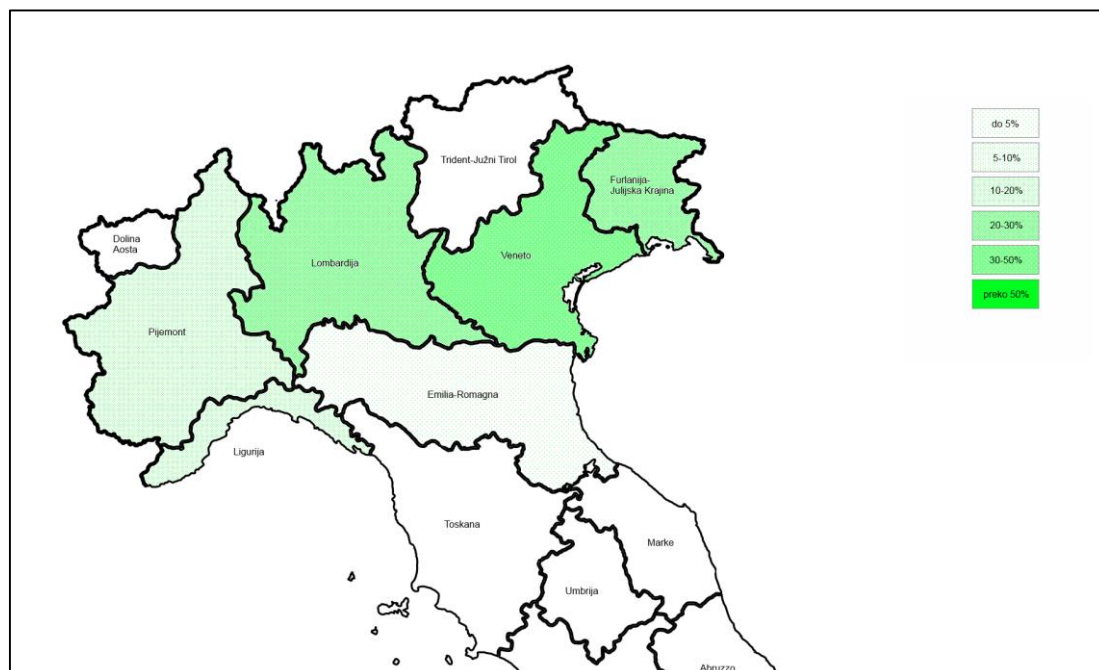 do 5%
5-10%
Trident-Južni Tirol
Furlanija-
Julijska Krajina
10-20%
20-30%
Dolina
Aosta
Lombardija
Veneto
30-50%
preko 50%
Pijemont
Emilia-Romagna
Ligurija
Toskana
Marke
Umbrija
Abruzzo